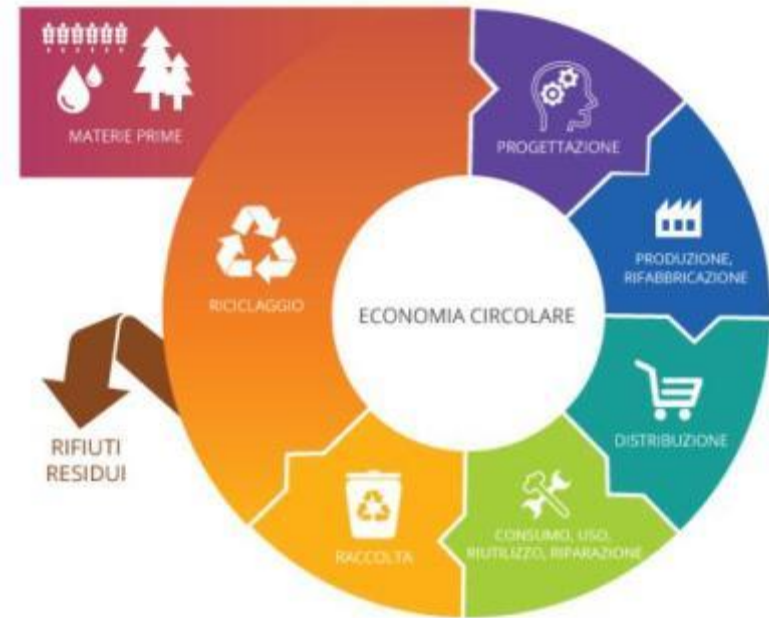 MATERIE PRIME
PROGETTAZIONE
PRODUZIONE,
RIFABBRICAZIONE
DISTRIBUZIONE
CONSUMO, USO,
RIUTILIZZO, RIPARAZIONE
RACCOLTA
RICICLAGGIO
RIFIUTI
RESIDUI
ECONOMIA CIRCOLARE